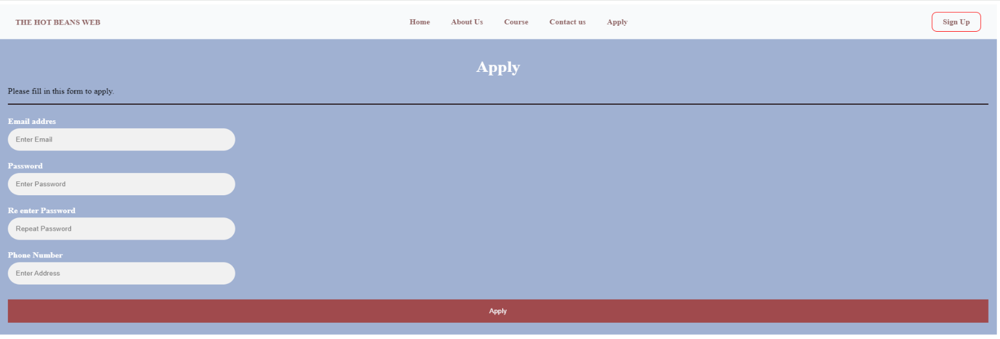 THE HOT BEANS WEB Home About Us Course Contact us Apply Sign Up
Apply
Please fill in this form to apply.
Email addres
Enter Email
Password
Enter Password
Re enter Password
Repeat Password
Phone Number
Enter Address
Apply